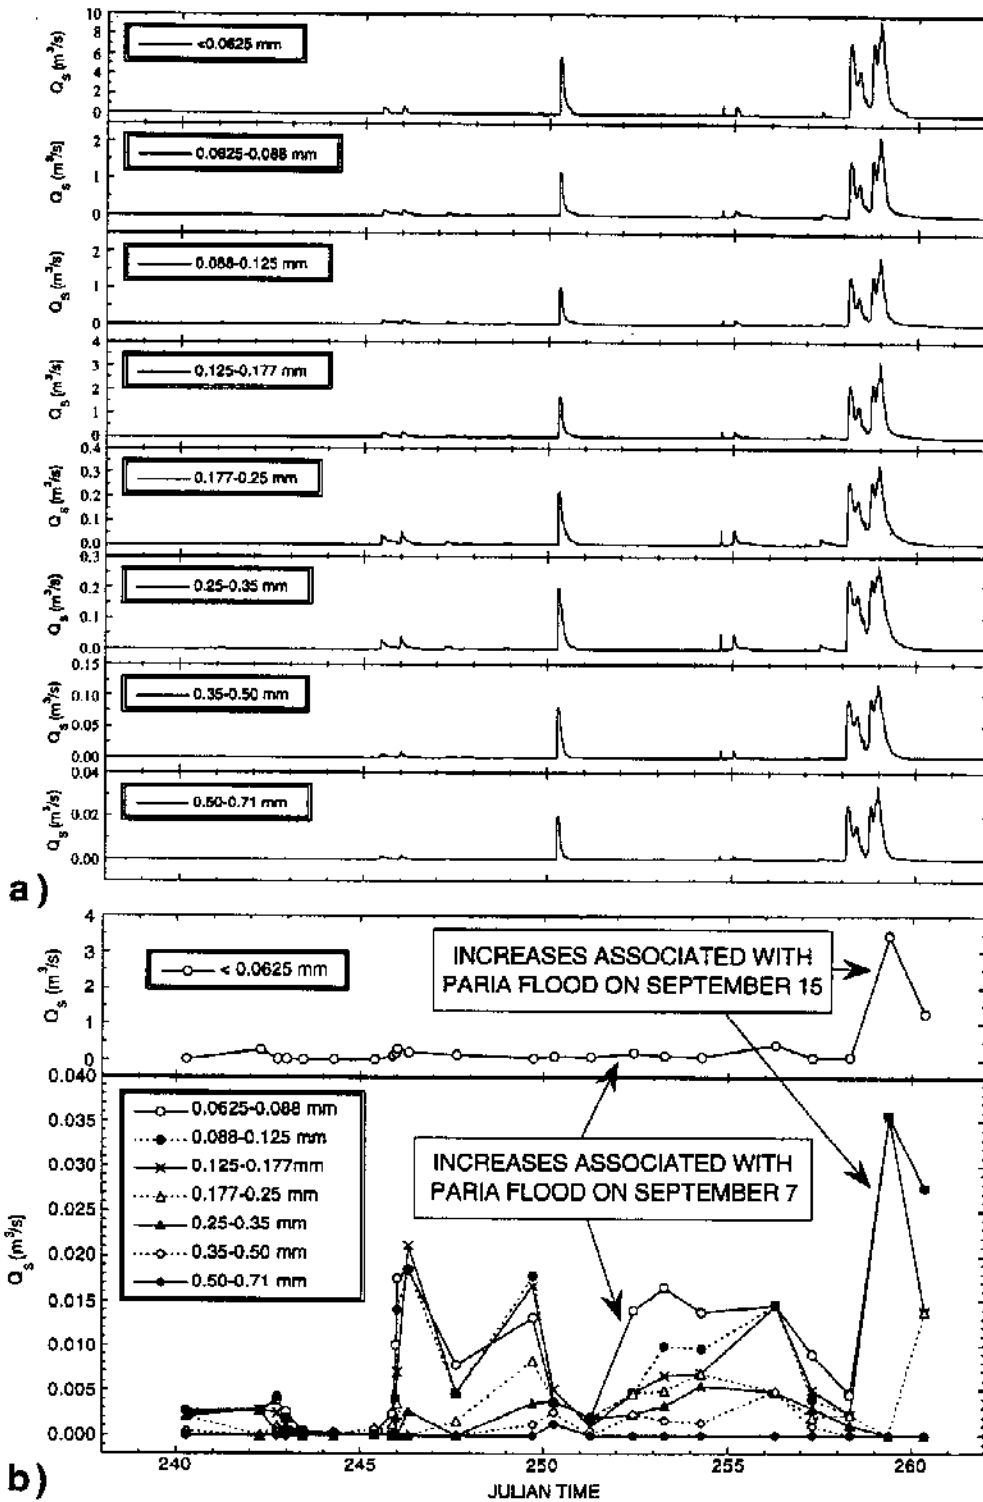 10
8
6
4
2
0
Qs (m³/s)
<0.0625 mm
2
1
0
Qs (m³/s)
0.0625-0.088 mm
2
1
0
Qs (m³/s)
0.088-0.125 mm
4
3
2
1
0
Qs (m³/s)
0.125-0.177 mm
0.4
0.3
0.2
0.1
0.0
Qs (m³/s)
0.177-0.25 mm
0.3
0.2
0.1
0.0
Qs (m³/s)
0.25-0.35 mm
0.15
0.10
0.05
0.00
Qs (m³/s)
0.35-0.50 mm
0.04
0.02
0.00
Qs (m³/s)
0.50-0.71 mm
a)
4
3
2
1
0
Qs (m³/s)
< 0.0625 mm
INCREASES ASSOCIATED WITH
PARIA FLOOD ON SEPTEMBER 15
0.040
0.035
0.030
0.025
0.020
0.015
0.010
0.005
0.000
Qs (m³/s)
0.0625-0.088 mm
0.088-0.125 mm
0.125-0.177mm
0.177-0.25 mm
0.25-0.35 mm
0.35-0.50 mm
0.50-0.71 mm
INCREASES ASSOCIATED WITH
PARIA FLOOD ON SEPTEMBER 7
240
245
250
255
260
b)
JULIAN TIME